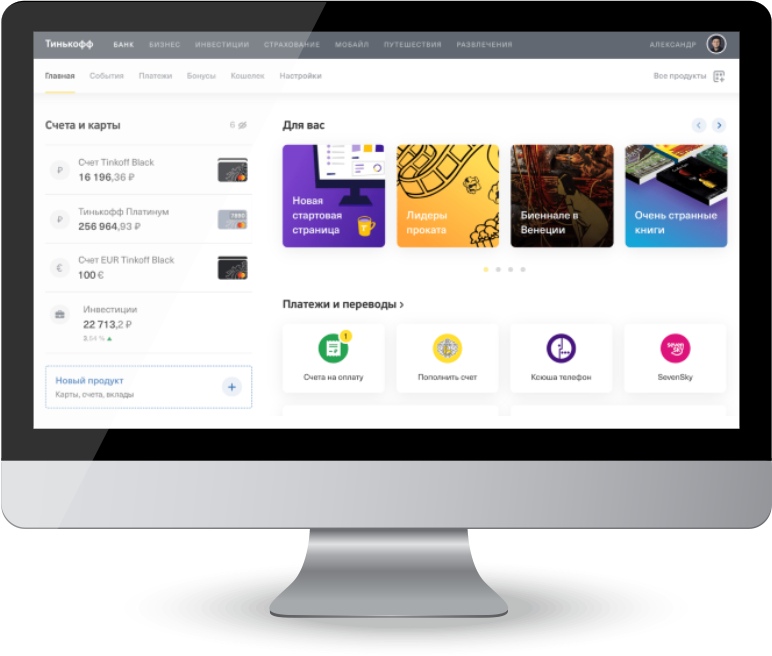 Тинькофф БАНК БИЗНЕС ИНВЕСТИЦИИ СТРАХОВАНИЕ МОБАЙЛ ПУТЕШЕСТВИЯ РАЗВЛЕЧЕНИЯ АЛЕКСАНДР
Главная События Платежи Бонусы Кошелек Настройки Все продукты
Счета и карты 6
Счет Tinkoff Black
16 196,36 ₽
Тинькофф Платинум
256 964,93 ₽
Счет EUR Tinkoff Black
100 €
Инвестиции
22 713,2 ₽
3.54 %
Новый продукт
Карты, счета, вклады
Для вас
Новая
стартовая
страница
Лидеры
проката
Биеннале в
Венеции
Очень странные
книги
Платежи и переводы
1
Счета на оплату
Пополнить счет
Ксюша телефон
seven
sky
SevenSky